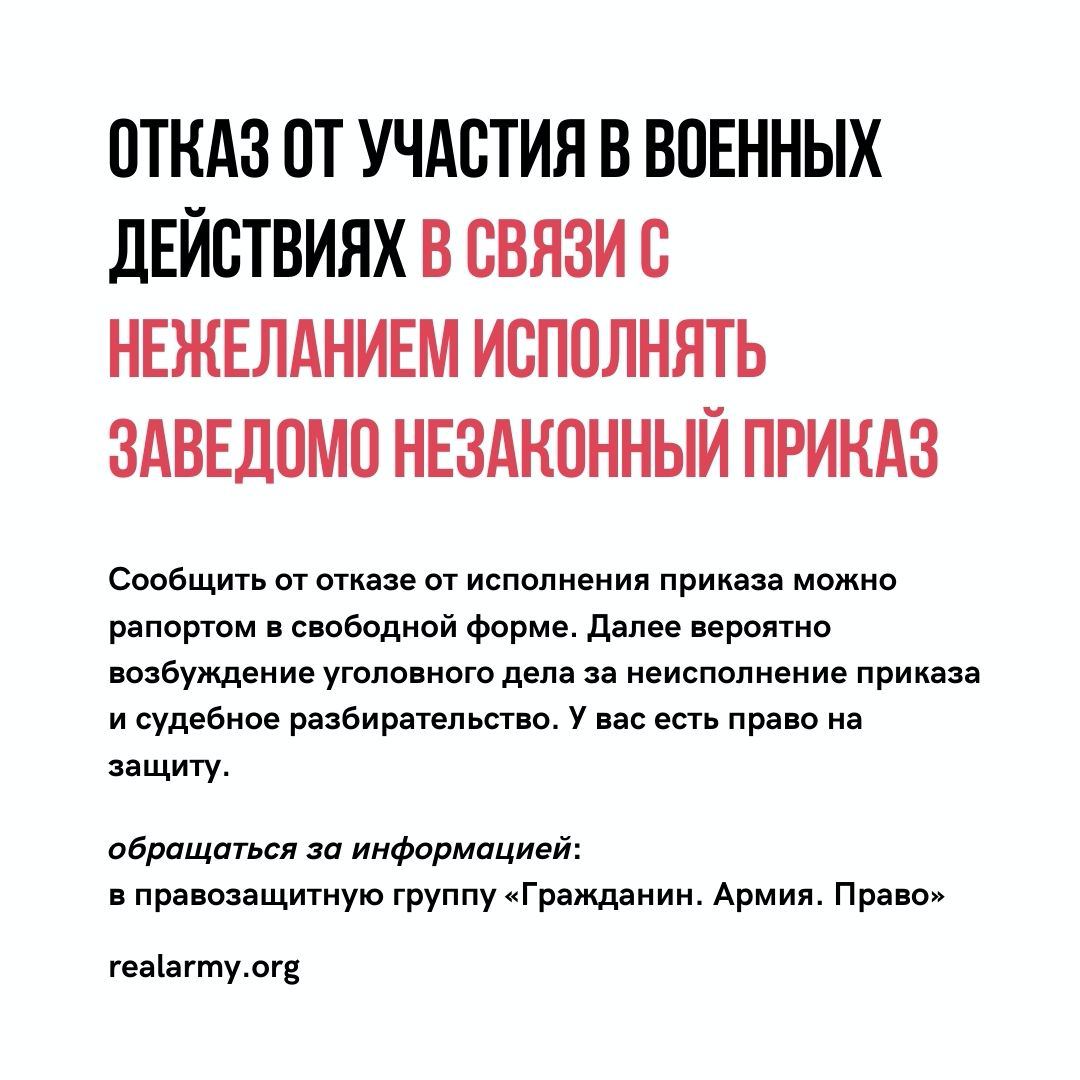 ОТКАЗ ОТ УЧАСТИЯ В ВОЕННЫХ
ДЕЙСТВИЯХ В СВЯЗИ С
НЕЖЕЛАНИЕМ ИСПОЛНЯТЬ
ЗАВЕДОМО НЕЗАКОННЫЙ ПРИКАЗ
Сообщить от отказе от исполнения приказа можно
рапортом в свободной форме. Далее вероятно
возбуждение уголовного дела за неисполнение приказа
и судебное разбирательство. У вас есть право на
защиту.
обращаться за информацией:
в правозащитную группу «Гражданин. Армия. Право»
realarmy.org